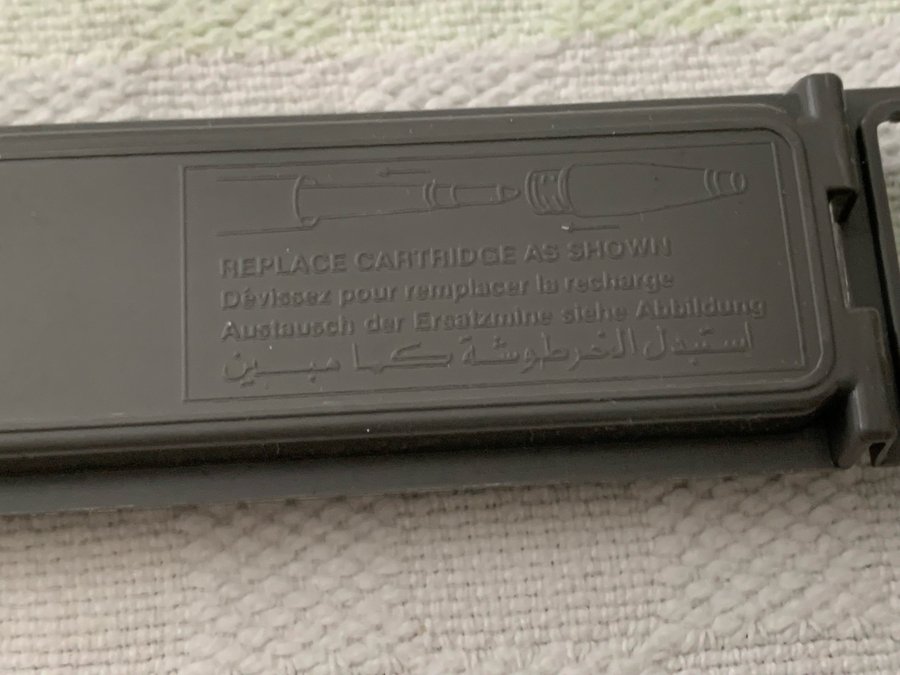 REPLACE CARTRIDGE AS SHOWN
Dévissez pour remplacer la recharge
Austausch der Ersatzmine siehe Abbildung
استبدل الخرطوشة كما مبين